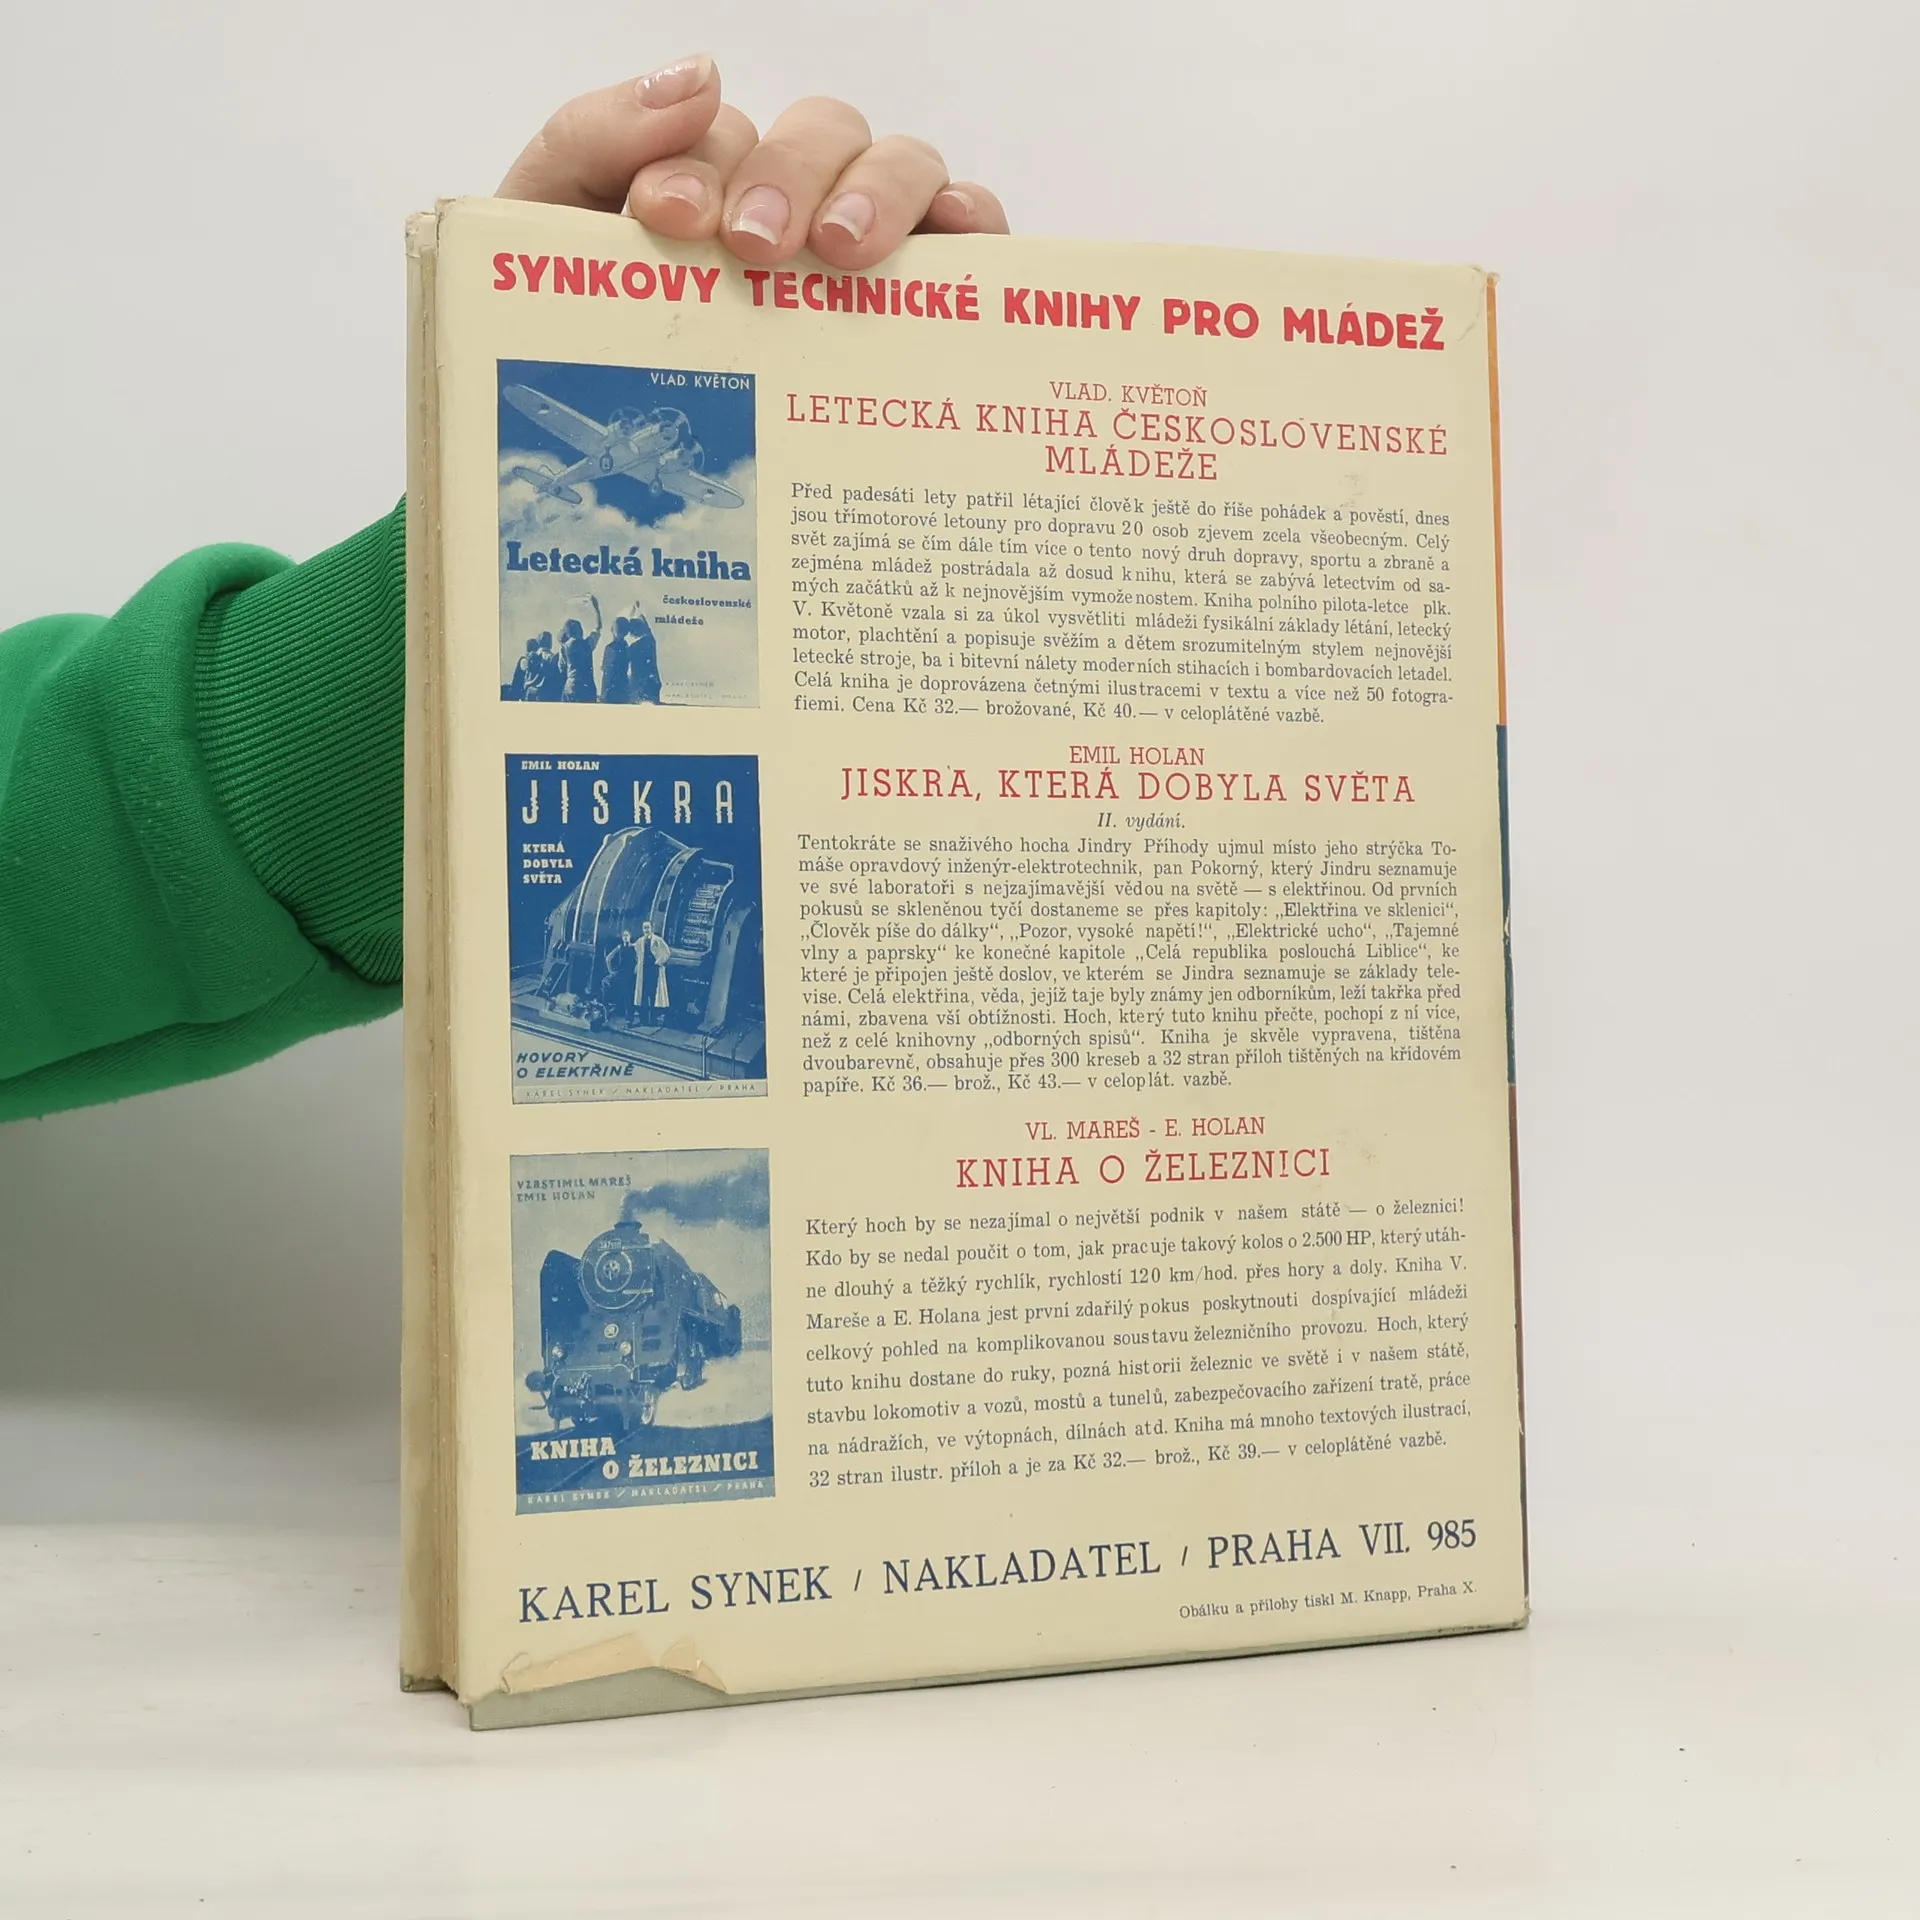 SYNKOVY TECHNICKÉ KNIHY PRO MLÁDEŽ
VLAD. KVĚTOŇ
Letecká kniha
československé
mládeže
VLAD. KVĚTOŇ
LETECKÁ KNIHA ČESKOSLOVENSKÉ
MLÁDEŽE
Před padesáti lety patřil létající člověk ještě do říše pohádek a pověstí, dnes
jsou třímotorové letouny pro dopravu 20 osob zjevem zcela všeobecným. Celý
svět zajímá se čím dále tím více o tento nový druh dopravy, sportu a zbraně a
zejména mládež postrádala až dosud knihu, která se zabývá letectvím od sa-
mých začátků až k nejnovějším vymoženostem. Kniha polního pilota-letce plk.
V. Květoně vzala si za úkol vysvětliti mládeži fysikální základy létání, letecký
motor, plachtění a popisuje svěžím a dětem srozumitelným stylem nejnovější
letecké stroje, ba i bitevní nálety moderních stihacích i bombardovacích letadel.
Celá kniha je doprovázena četnými ilustracemi v textu a více než 50 fotogra-
fiemi. Cena Kč 32.— brožované, Kč 40.— v celoplátěné vazbě.
EMIL HOLAN
JISKRA
KTERÁ
DOBYLA
SVĚTA
HOVORY
O ELEKTŘINĚ
KAREL SYNEK / NAKLADATEL / PRAHA
EMIL HOLAN
JISKRA, KTERÁ DOBYLA SVĚTA
II. vydání.
Tentokráte se snaživého hocha Jindry Příhody ujmul místo jeho strýčka To-
máše opravdový inženýr-elektrotechnik, pan Pokorný, který Jindru seznamuje
ve své laboratoři s nejzajímavější vědou na světě — s elektřinou. Od prvních
pokusů se skleněnou tyčí dostaneme se přes kapitoly: „Elektřina ve sklenici“,
„Člověk píše do dálky“, „Pozor, vysoké napětí!“, „Elektrické ucho“, „Tajemné
vlny a paprsky“ ke konečné kapitole „Celá republika poslouchá Liblice“, ke
které je připojen ještě doslov, ve kterém se Jindra seznamuje se základy tele-
vise. Celá elektřina, věda, jejíž taje byly známy jen odborníkům, leží takřka před
námi, zbavena vší obtížnosti. Hoch, který tuto knihu přečte, pochopí z ní více,
než z celé knihovny „odborných spisů“. Kniha je skvěle vypravena, tištěna
dvoubarevně, obsahuje přes 300 kreseb a 32 stran příloh tištěných na křídovém
papíře. Kč 36.— brož., Kč 43.— v celoplát. vazbě.
VLASTIMIL MAREŠ
EMIL HOLAN
KNIHA
O ŽELEZNICI
KAREL SYNEK / NAKLADATEL / PRAHA
VL. MAREŠ - E. HOLAN
KNIHA O ŽELEZNICI
Který hoch by se nezajímal o největší podnik v našem státě — o železnici!
Kdo by se nedal poučit o tom, jak pracuje takový kolos o 2.500 HP, který utáh-
ne dlouhý a těžký rychlík, rychlostí 120 km/hod. přes hory a doly. Kniha V.
Mareše a E. Holana jest první zdařilý pokus poskytnouti dospívající mládeži
celkový pohled na komplikovanou soustavu železničního provozu. Hoch, který
tuto knihu dostane do ruky, pozná historii železnic ve světě i v našem státě,
stavbu lokomotiv a vozů, mostů a tunelů, zabezpečovacího zařízení tratě, práce
na nádražích, ve výtopnách, dílnách atd. Kniha má mnoho textových ilustrací,
32 stran ilustr. příloh a je za Kč 32.— brož., Kč 39.— v celoplátěné vazbě.
KAREL SYNEK / NAKLADATEL / PRAHA VII. 985
Obálku a přílohy tiskl M. Knapp, Praha X.